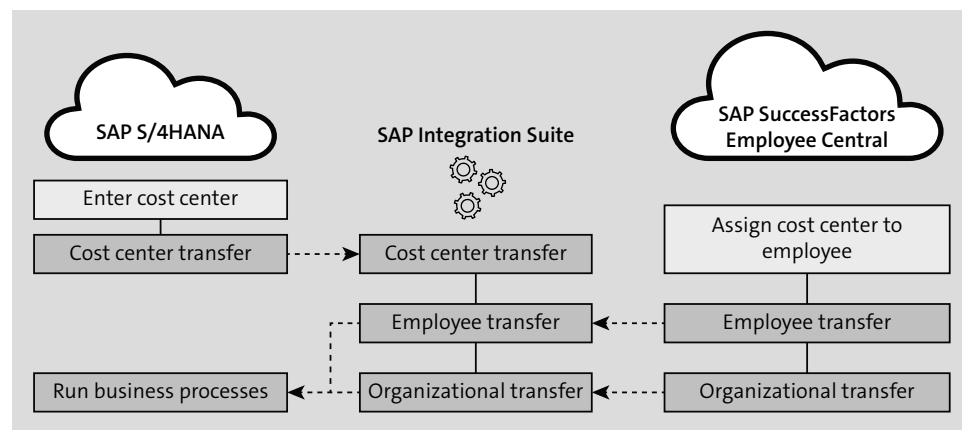 SAP S/4HANA
SAP Integration Suite
SAP SuccessFactors
Employee Central
Enter cost center
Cost center transfer
Cost center transfer
Assign cost center to
employee
Employee transfer
Employee transfer
Run business processes
Organizational transfer
Organizational transfer